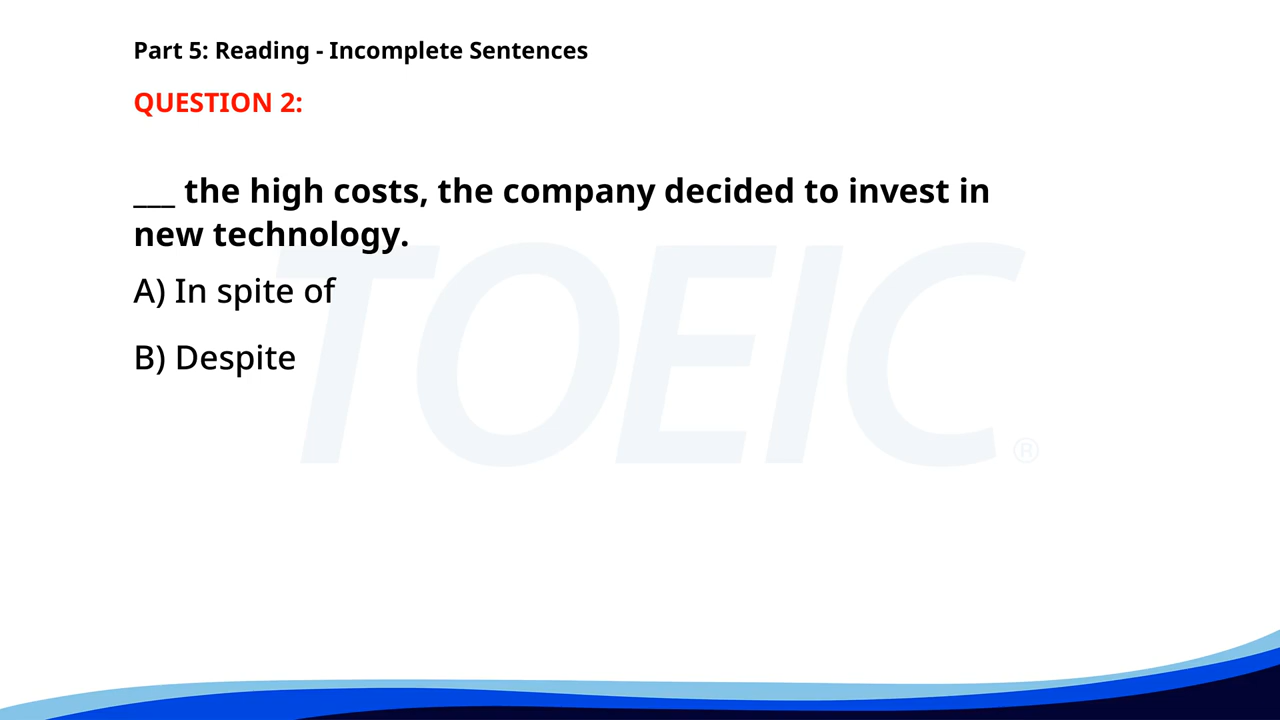 Part 5: Reading - Incomplete Sentences
QUESTION 2:
___ the high costs, the company decided to invest in
new technology.
A) In spite of
B) Despite
TOEIC®